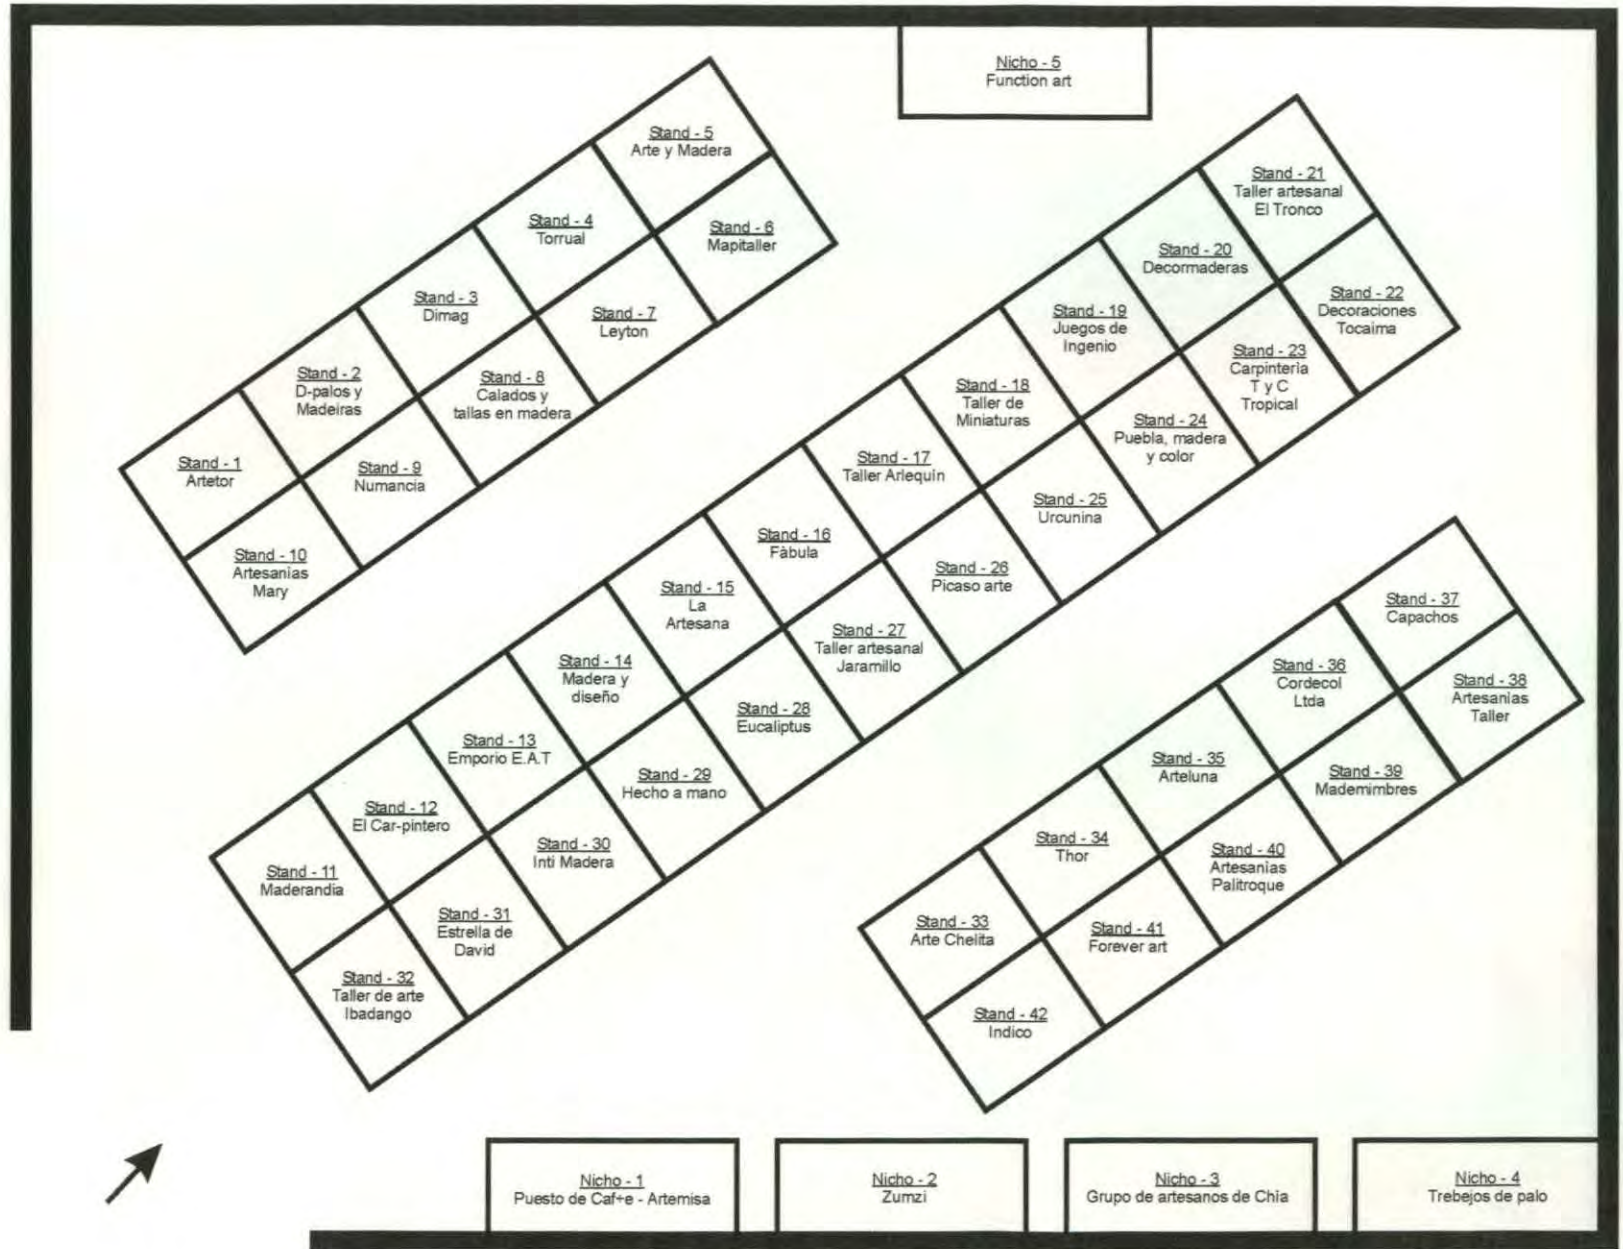 Nicho - 5
Function art
Stand - 1
Artetor
Stand - 2
D-palos y
Madeiras
Stand - 3
Dimag
Stand - 4
Torrual
Stand - 5
Arte y Madera
Stand - 6
Mapitaller
Stand - 7
Leyton
Stand - 8
Calados y
tallas en madera
Stand - 9
Numancia
Stand - 10
Artesanías
Mary
Stand - 11
Maderandia
Stand - 12
El Car-pintero
Stand - 13
Emporio E.A.T
Stand - 14
Madera y
diseño
Stand - 15
La
Artesana
Stand - 16
Fàbula
Stand - 17
Taller Arlequín
Stand - 18
Taller de
Miniaturas
Stand - 19
Juegos de
Ingenio
Stand - 20
Decormaderas
Stand - 21
Taller artesanal
El Tronco
Stand - 22
Decoraciones
Tocaima
Stand - 23
Carpintería
T y C
Tropical
Stand - 24
Puebla, madera
y color
Stand - 25
Urcunina
Stand - 26
Picaso arte
Stand - 27
Taller artesanal
Jaramillo
Stand - 28
Eucaliptus
Stand - 29
Hecho a mano
Stand - 30
Inti Madera
Stand - 31
Estrella de
David
Stand - 32
Taller de arte
Ibadango
Stand - 33
Arte Chelita
Stand - 34
Thor
Stand - 35
Arteluna
Stand - 36
Cordecol
Ltda
Stand - 37
Capachos
Stand - 38
Artesanías
Taller
Stand - 39
Mademimbres
Stand - 40
Artesanías
Palitroque
Stand - 41
Forever art
Stand - 42
Indico
Nicho - 1
Puesto de Caf÷e - Artemisa
Nicho - 2
Zumzi
Nicho - 3
Grupo de artesanos de Chía
Nicho - 4
Trebejos de palo